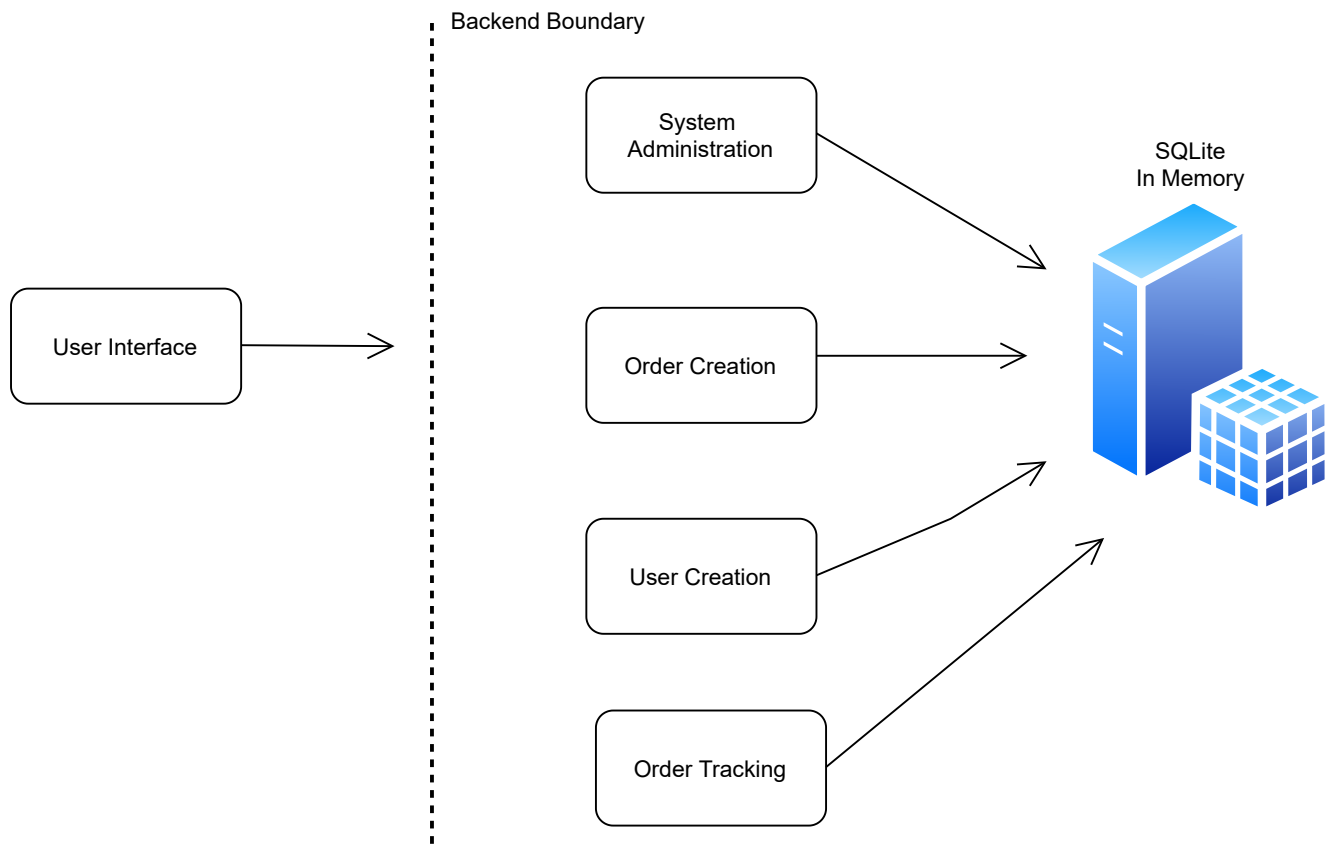 Backend Boundary
System
Administration
SQLite
In Memory
User Interface
Order Creation
User Creation
Order Tracking